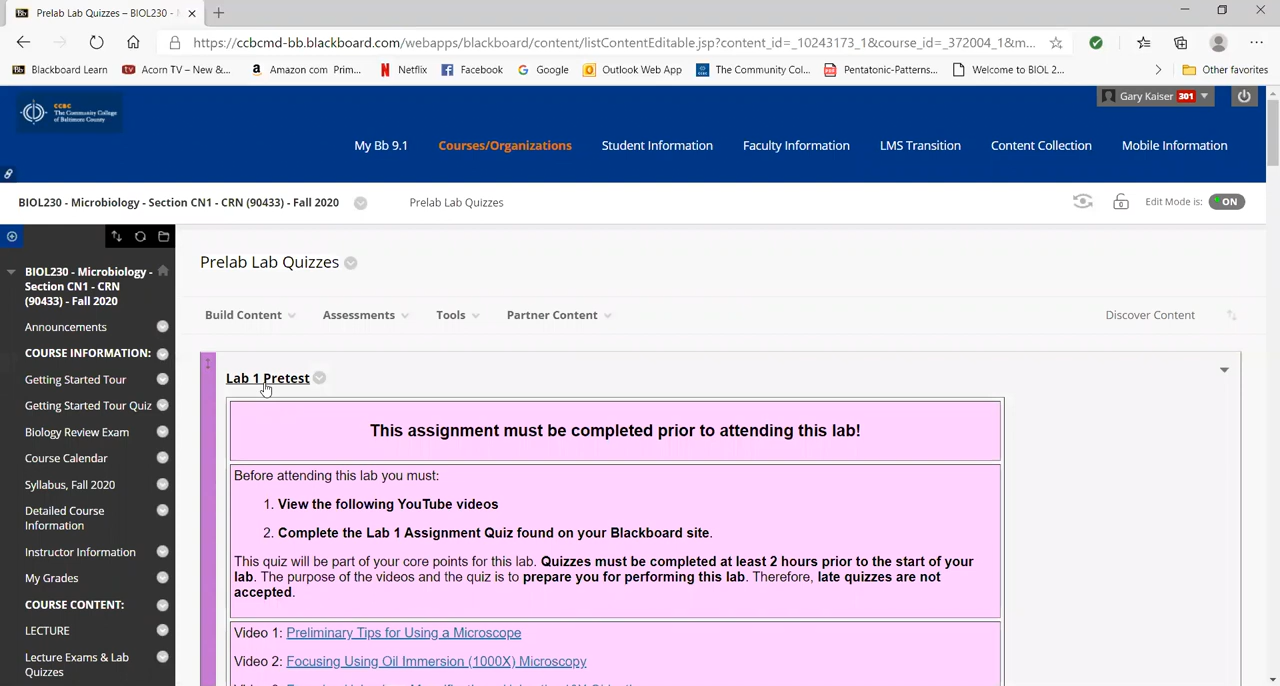 Prelab Lab Quizzes – BIOL230 -
https://ccbcmd-bb.blackboard.com/webapps/blackboard/content/listContentEditable.jsp?content_id=_10243173_1&course_id=_372004_1&m...
Bb Blackboard Learn
Acorn TV – New &...
a Amazon com Prim...
Netflix
Facebook
G Google
Outlook Web App
The Community Col...
Pentatonic-Patterns...
Welcome to BIOL 2...
Other favorites
CCBC
The Community College
of Baltimore County
Gary Kaiser 301
My Bb 9.1
Courses/Organizations
Student Information
Faculty Information
LMS Transition
Content Collection
Mobile Information
BIOL230 - Microbiology - Section CN1 - CRN (90433) - Fall 2020
Prelab Lab Quizzes
Edit Mode is: ON
BIOL230 - Microbiology -
Section CN1 - CRN
(90433) - Fall 2020
Announcements
COURSE INFORMATION:
Getting Started Tour
Getting Started Tour Quiz
Biology Review Exam
Course Calendar
Syllabus, Fall 2020
Detailed Course
Information
Instructor Information
My Grades
COURSE CONTENT:
LECTURE
Lecture Exams & Lab
Quizzes
Prelab Lab Quizzes
Build Content
Assessments
Tools
Partner Content
Discover Content
Lab 1 Pretest
This assignment must be completed prior to attending this lab!
Before attending this lab you must:
1. View the following YouTube videos
2. Complete the Lab 1 Assignment Quiz found on your Blackboard site.
This quiz will be part of your core points for this lab. Quizzes must be completed at least 2 hours prior to the start of your
lab. The purpose of the videos and the quiz is to prepare you for performing this lab. Therefore, late quizzes are not
accepted.
Video 1: Preliminary Tips for Using a Microscope
Video 2: Focusing Using Oil Immersion (1000X) Microscopy